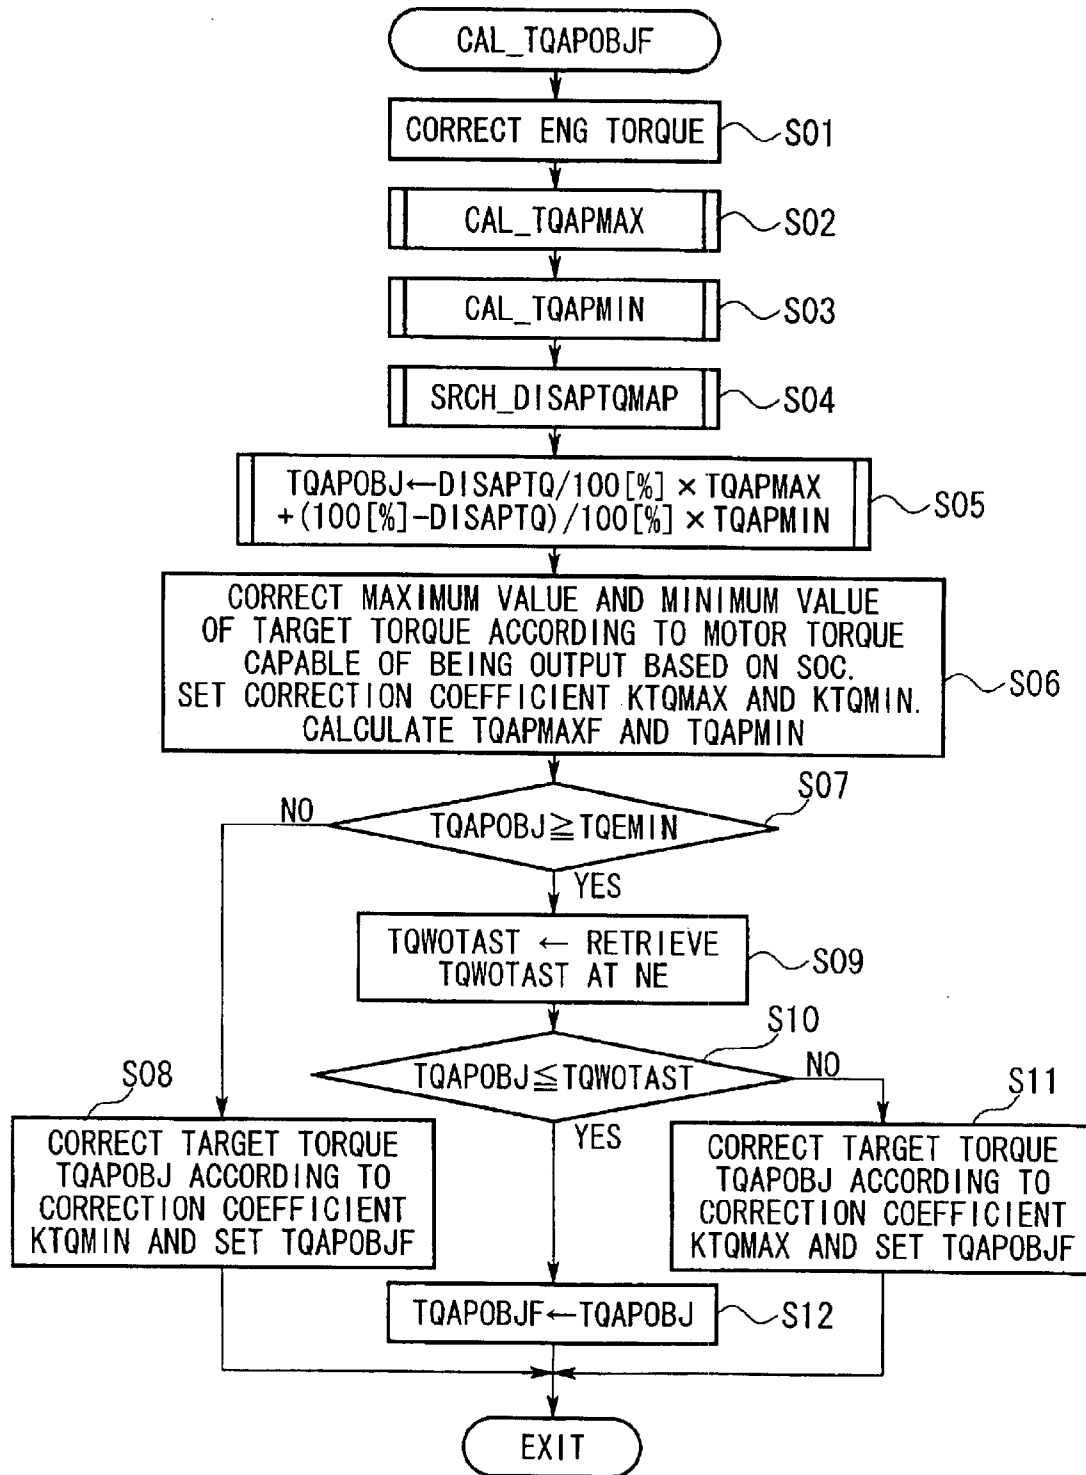 CAL_TQAPOBJF
CORRECT ENG TORQUE
S01
CAL_TQAPMAX
S02
CAL_TQAPMIN
S03
SRCH_DISAPTQMAP
S04
TQAPOBJ←DISAPTQ/100[%]×TQAPMAX
+(100[%]-DISAPTQ)/100[%]×TQAPMIN
S05
CORRECT MAXIMUM VALUE AND MINIMUM VALUE
OF TARGET TORQUE ACCORDING TO MOTOR TORQUE
CAPABLE OF BEING OUTPUT BASED ON SOC.
SET CORRECTION COEFFICIENT KTQMAX AND KTQMIN.
CALCULATE TQAPMAXF AND TQAPMIN
S06
S07
NO
TQAPOBJ≧TQEMIN
YES
TQWOTAST ← RETRIEVE
TQWOTAST AT NE
S09
S10
TQAPOBJ≦TQWOTAST
NO
YES
S08
CORRECT TARGET TORQUE
TQAPOBJ ACCORDING TO
CORRECTION COEFFICIENT
KTQMIN AND SET TQAPOBJF
S11
CORRECT TARGET TORQUE
TQAPOBJ ACCORDING TO
CORRECTION COEFFICIENT
KTQMAX AND SET TQAPOBJF
TQAPOBJF←TQAPOBJ
S12
EXIT